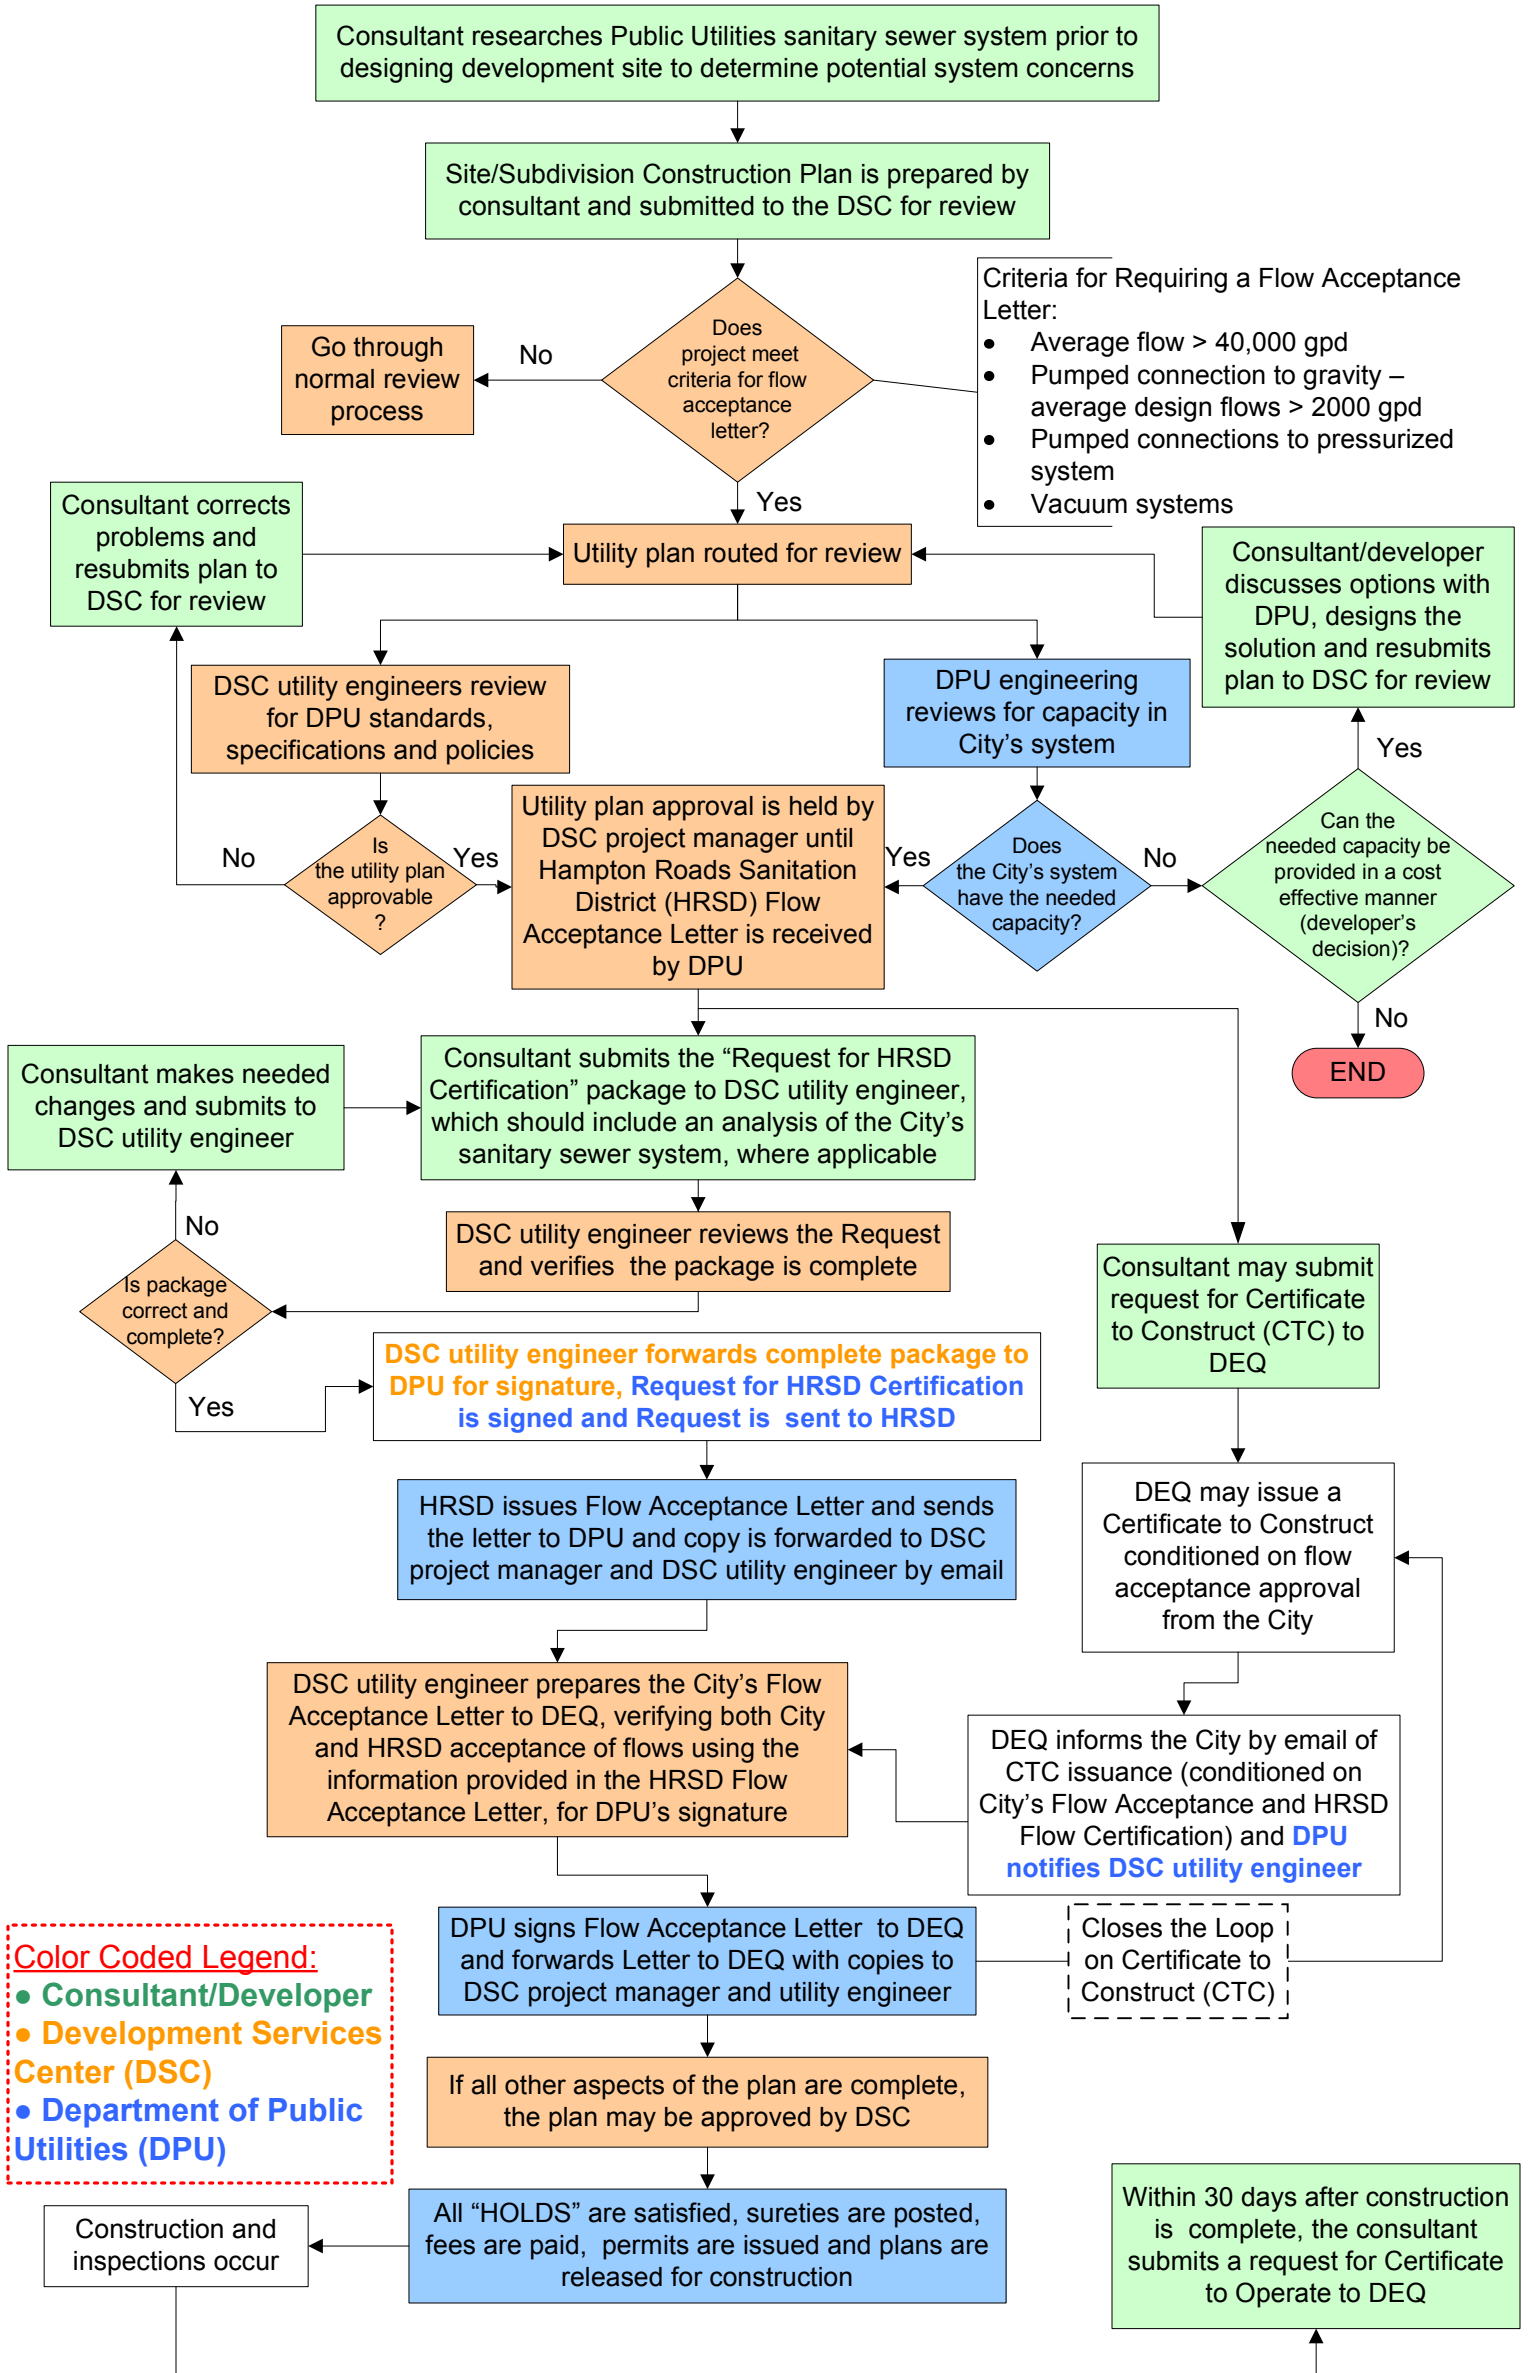 Consultant researches Public Utilities sanitary sewer system prior to
designing development site to determine potential system concerns
Site/Subdivision Construction Plan is prepared by
consultant and submitted to the DSC for review
Does
project meet
criteria for flow
acceptance
letter?
No
Go through
normal review
process
Criteria for Requiring a Flow Acceptance
Letter:
● Average flow > 40,000 gpd
● Pumped connection to gravity –
average design flows > 2000 gpd
● Pumped connections to pressurized
system
● Vacuum systems
Yes
Consultant corrects
problems and
resubmits plan to
DSC for review
Utility plan routed for review
Consultant/developer
discusses options with
DPU, designs the
solution and resubmits
plan to DSC for review
DSC utility engineers review
for DPU standards,
specifications and policies
DPU engineering
reviews for capacity in
City’s system
Yes
No
Is
the utility plan
approvable
?
Yes
Utility plan approval is held by
DSC project manager until
Hampton Roads Sanitation
District (HRSD) Flow
Acceptance Letter is received
by DPU
Yes
Does
the City’s system
have the needed
capacity?
No
Can the
needed capacity be
provided in a cost
effective manner
(developer’s
decision)?
No
END
Consultant makes needed
changes and submits to
DSC utility engineer
Consultant submits the “Request for HRSD
Certification” package to DSC utility engineer,
which should include an analysis of the City’s
sanitary sewer system, where applicable
No
DSC utility engineer reviews the Request
and verifies the package is complete
Is package
correct and
complete?
Yes
Consultant may submit
request for Certificate
to Construct (CTC) to
DEQ
DSC utility engineer forwards complete package to
DPU for signature, Request for HRSD Certification
is signed and Request is sent to HRSD
HRSD issues Flow Acceptance Letter and sends
the letter to DPU and copy is forwarded to DSC
project manager and DSC utility engineer by email
DEQ may issue a
Certificate to Construct
conditioned on flow
acceptance approval
from the City
DSC utility engineer prepares the City’s Flow
Acceptance Letter to DEQ, verifying both City
and HRSD acceptance of flows using the
information provided in the HRSD Flow
Acceptance Letter, for DPU’s signature
DEQ informs the City by email of
CTC issuance (conditioned on
City’s Flow Acceptance and HRSD
Flow Certification) and DPU
notifies DSC utility engineer
DPU signs Flow Acceptance Letter to DEQ
and forwards Letter to DEQ with copies to
DSC project manager and utility engineer
Closes the Loop
on Certificate to
Construct (CTC)
Color Coded Legend:
● Consultant/Developer
● Development Services
Center (DSC)
● Department of Public
Utilities (DPU)
If all other aspects of the plan are complete,
the plan may be approved by DSC
All “HOLDS” are satisfied, sureties are posted,
fees are paid, permits are issued and plans are
released for construction
Construction and
inspections occur
Within 30 days after construction
is complete, the consultant
submits a request for Certificate
to Operate to DEQ